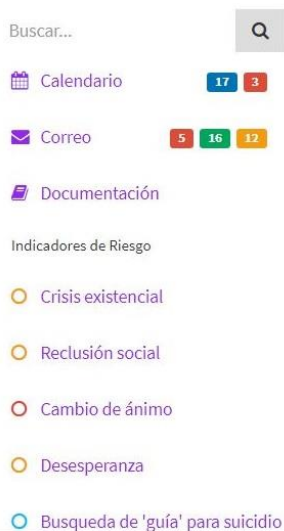 Buscar...
Calendario 17 3
Correo 5 16 12
Documentación
Indicadores de Riesgo
Crisis existencial
Reclusión social
Cambio de ánimo
Desesperanza
Busqueda de 'guía' para suicidio